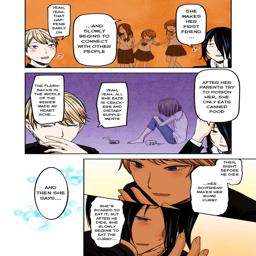 SHE
MAKES
HER
FIRST
FRIEND
...
...AND
SLOWLY
BEGINS TO
CONNECT
WITH
OTHER
PEOPLE
YEAH,
YEAH.
THAT
HAP-
PENS
EARLY
ON
AFTER HER
PARENTS TRY
TO POISON
HER, SHE
ONLY EATS
CANNED
FOOD
YEAH, YEAH,
ALL SHE
EATS IS
CRACK-
ERS AND
DIETARY
SUPPLE-
MENTS
THE FLASH-
BACKS IN THE
MIDDLE OF
THE SERIES
MADE MY
HEART
ACHE...
THEN,
RIGHT
BEFORE
HE DIES
...
...HER
BOYFRIEND
MAKES HER
SOME
CURRY
SHE'S
SCARED TO
EAT IT, BUT
AFTER HE
DIES, SHE
SLOWLY
BEGINS TO
EAT THE
CURRY...
AND
THEN SHE
SAYS....